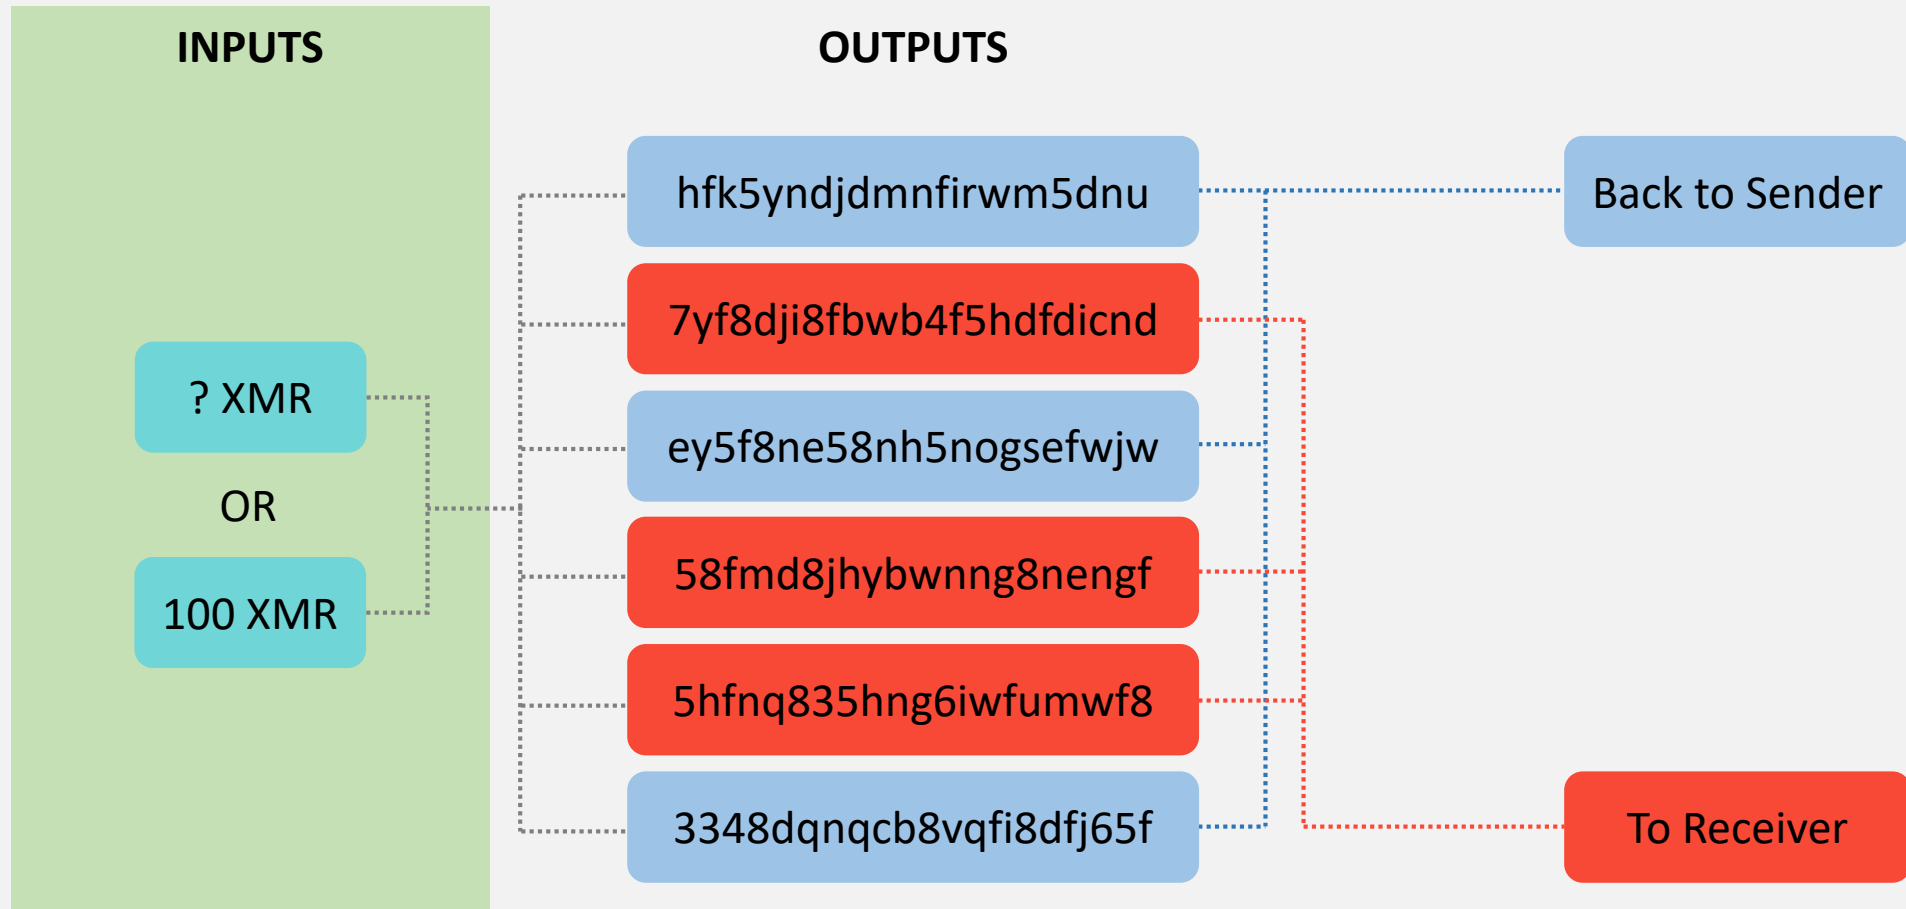 INPUTS
OUTPUTS
? XMR
OR
100 XMR
hfk5yndjdmnfirwm5dnu
7yf8dji8fbwb4f5hdfdicnd
ey5f8ne58nh5nogsefwjw
58fmd8jhybwnng8nengf
5hfnq835hng6iwfumwf8
3348dqnqcb8vqfi8dfj65f
Back to Sender
To Receiver